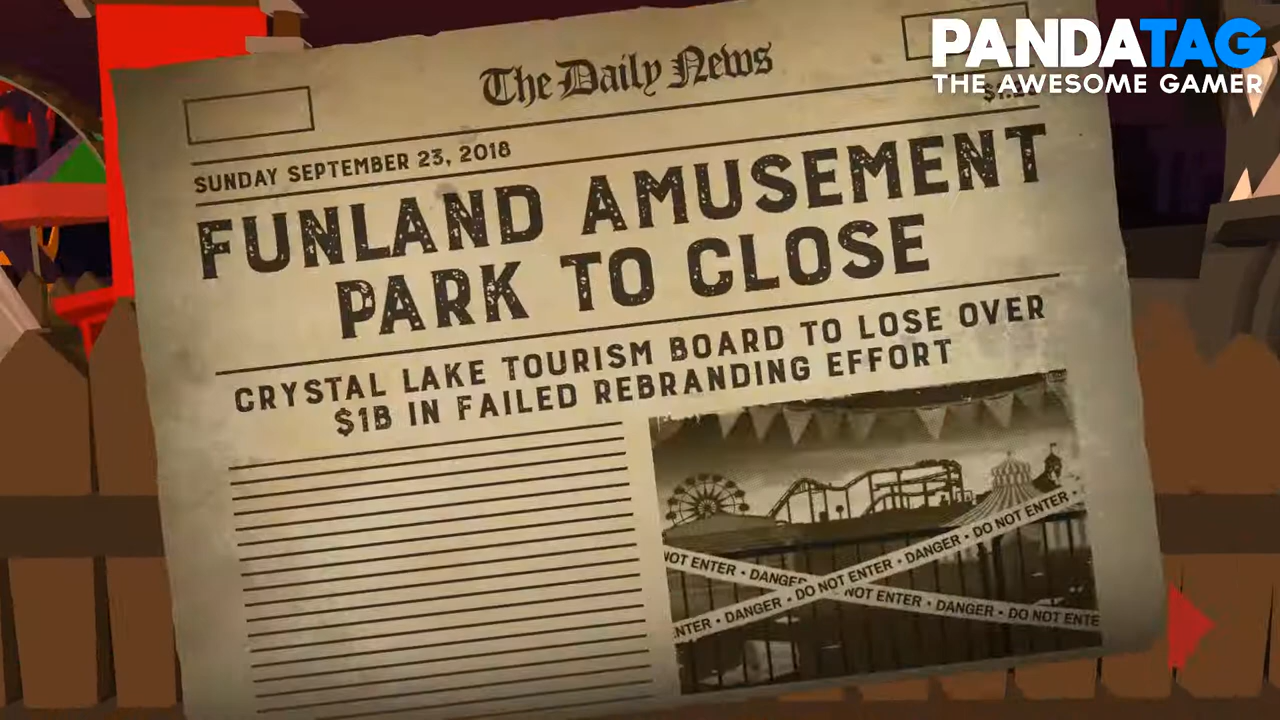 PANDATAG
THE AWESOME GAMER
The Daily News
SUNDAY SEPTEMBER 23, 2018
FUNLAND AMUSEMENT
PARK TO CLOSE
CRYSTAL LAKE TOURISM BOARD TO LOSE OVER
$1B IN FAILED REBRANDING EFFORT
NOT ENTER • DANGER
NOT ENTER • DANGER • DO NOT ENTE
ENTER • DANGER • DO NOT ENTER • DANGER • DO NOT ENTER •